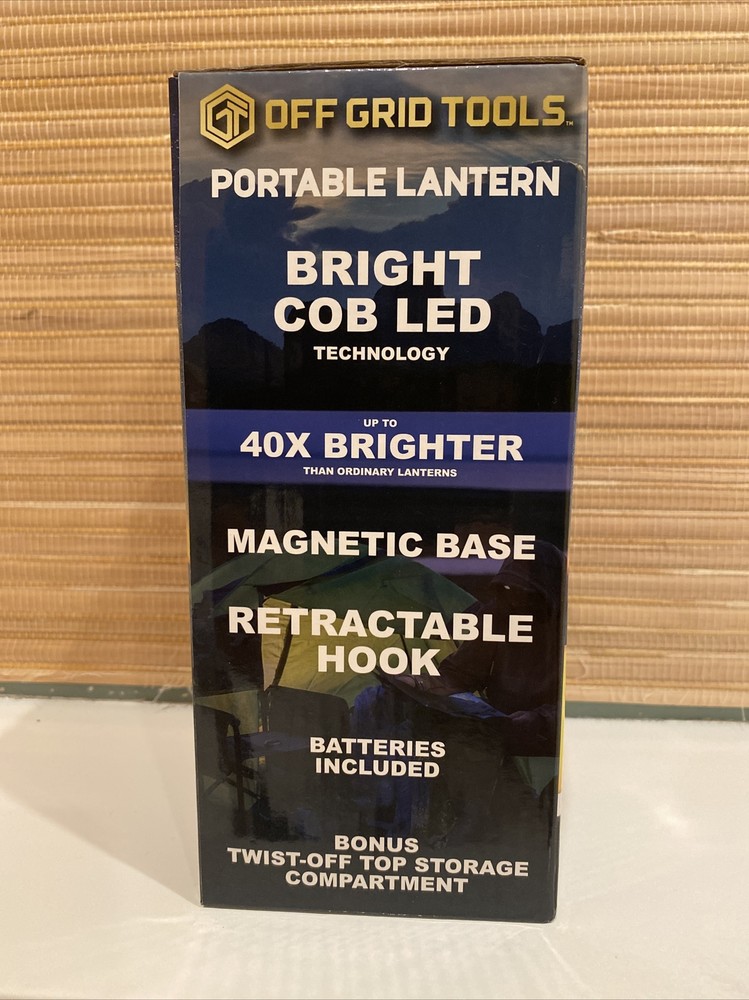 OFF GRID TOOLS™
PORTABLE LANTERN
BRIGHT
COB LED
TECHNOLOGY
UP TO
40X BRIGHTER
THAN ORDINARY LANTERNS
MAGNETIC BASE
RETRACTABLE
HOOK
BATTERIES
INCLUDED
BONUS
TWIST-OFF TOP STORAGE
COMPARTMENT